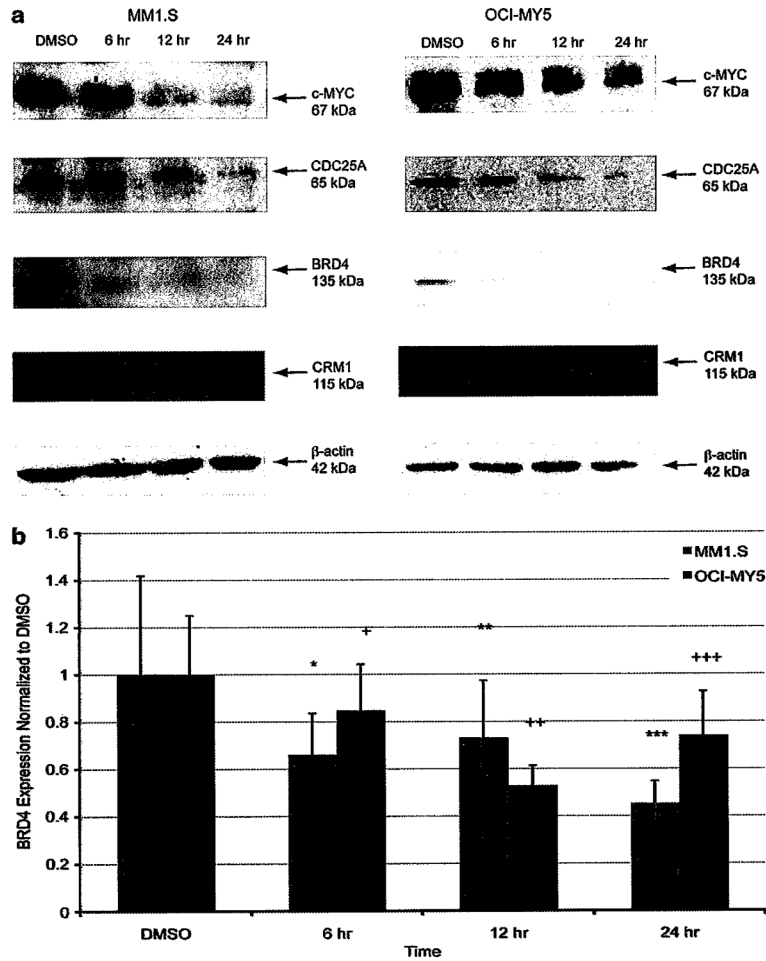 a
MM1.S
OCI-MY5
DMSO 6 hr 12 hr 24 hr
DMSO 6 hr 12 hr 24 hr
c-MYC
67 kDa
c-MYC
67 kDa
CDC25A
65 kDa
CDC25A
65 kDa
BRD4
135 kDa
BRD4
135 kDa
CRM1
115 kDa
CRM1
115 kDa
β-actin
42 kDa
β-actin
42 kDa
b
BRD4 Expression Normalized to DMSO
1.6
1.4
1.2
1
0.8
0.6
0.4
0.2
0
MM1.S
OCI-MY5
*
+
**
++
***
+++
DMSO 6 hr 12 hr 24 hr
Time